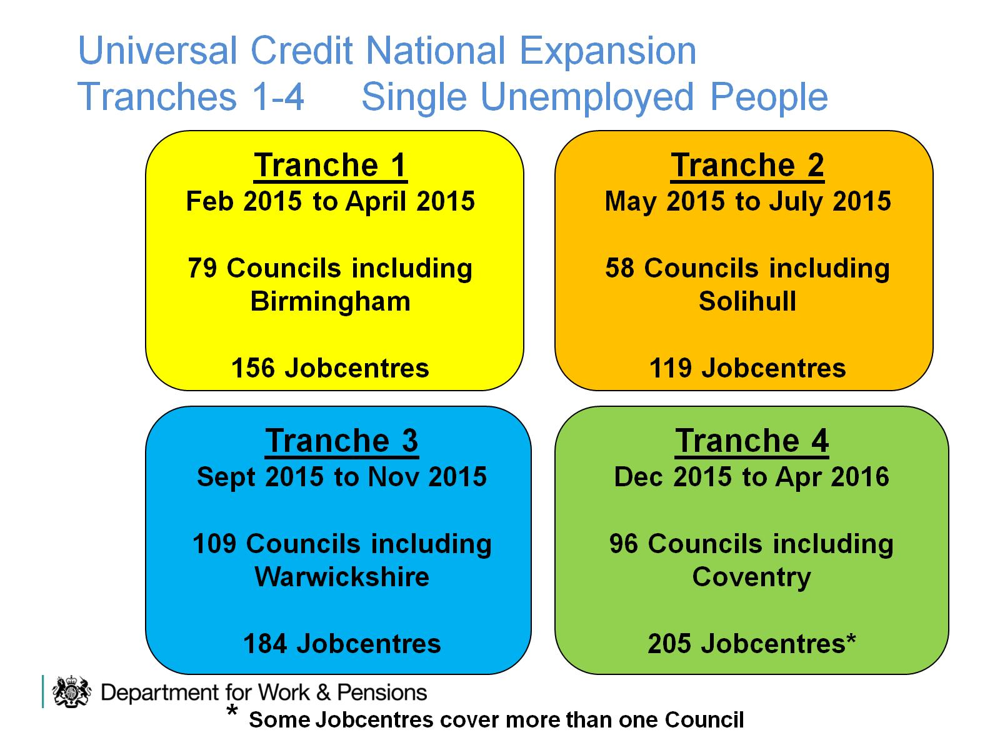 Universal Credit National Expansion
Tranches 1-4 Single Unemployed People
Tranche 1
Feb 2015 to April 2015
79 Councils including
Birmingham
156 Jobcentres
Tranche 2
May 2015 to July 2015
58 Councils including
Solihull
119 Jobcentres
Tranche 3
Sept 2015 to Nov 2015
109 Councils including
Warwickshire
184 Jobcentres
Tranche 4
Dec 2015 to Apr 2016
96 Councils including
Coventry
205 Jobcentres*
Department for Work & Pensions
* Some Jobcentres cover more than one Council